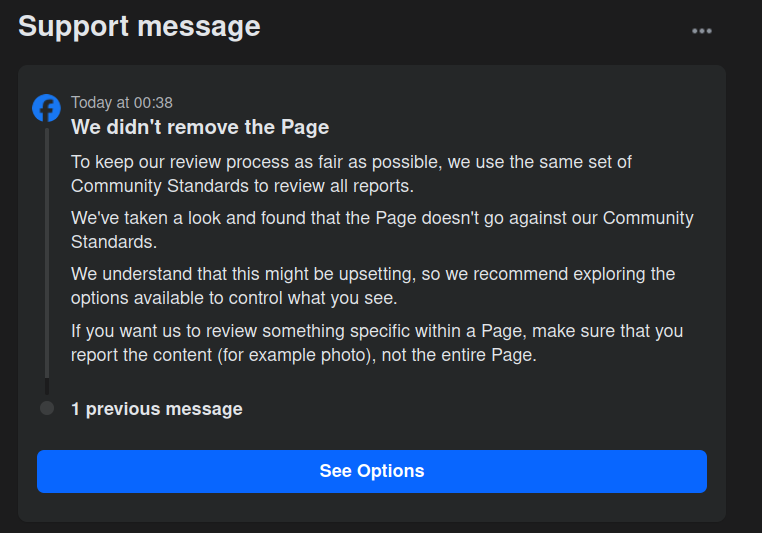 Support message
Today at 00:38
We didn't remove the Page
To keep our review process as fair as possible, we use the same set of
Community Standards to review all reports.
We've taken a look and found that the Page doesn't go against our Community
Standards.
We understand that this might be upsetting, so we recommend exploring the
options available to control what you see.
If you want us to review something specific within a Page, make sure that you
report the content (for example photo), not the entire Page.
1 previous message
See Options